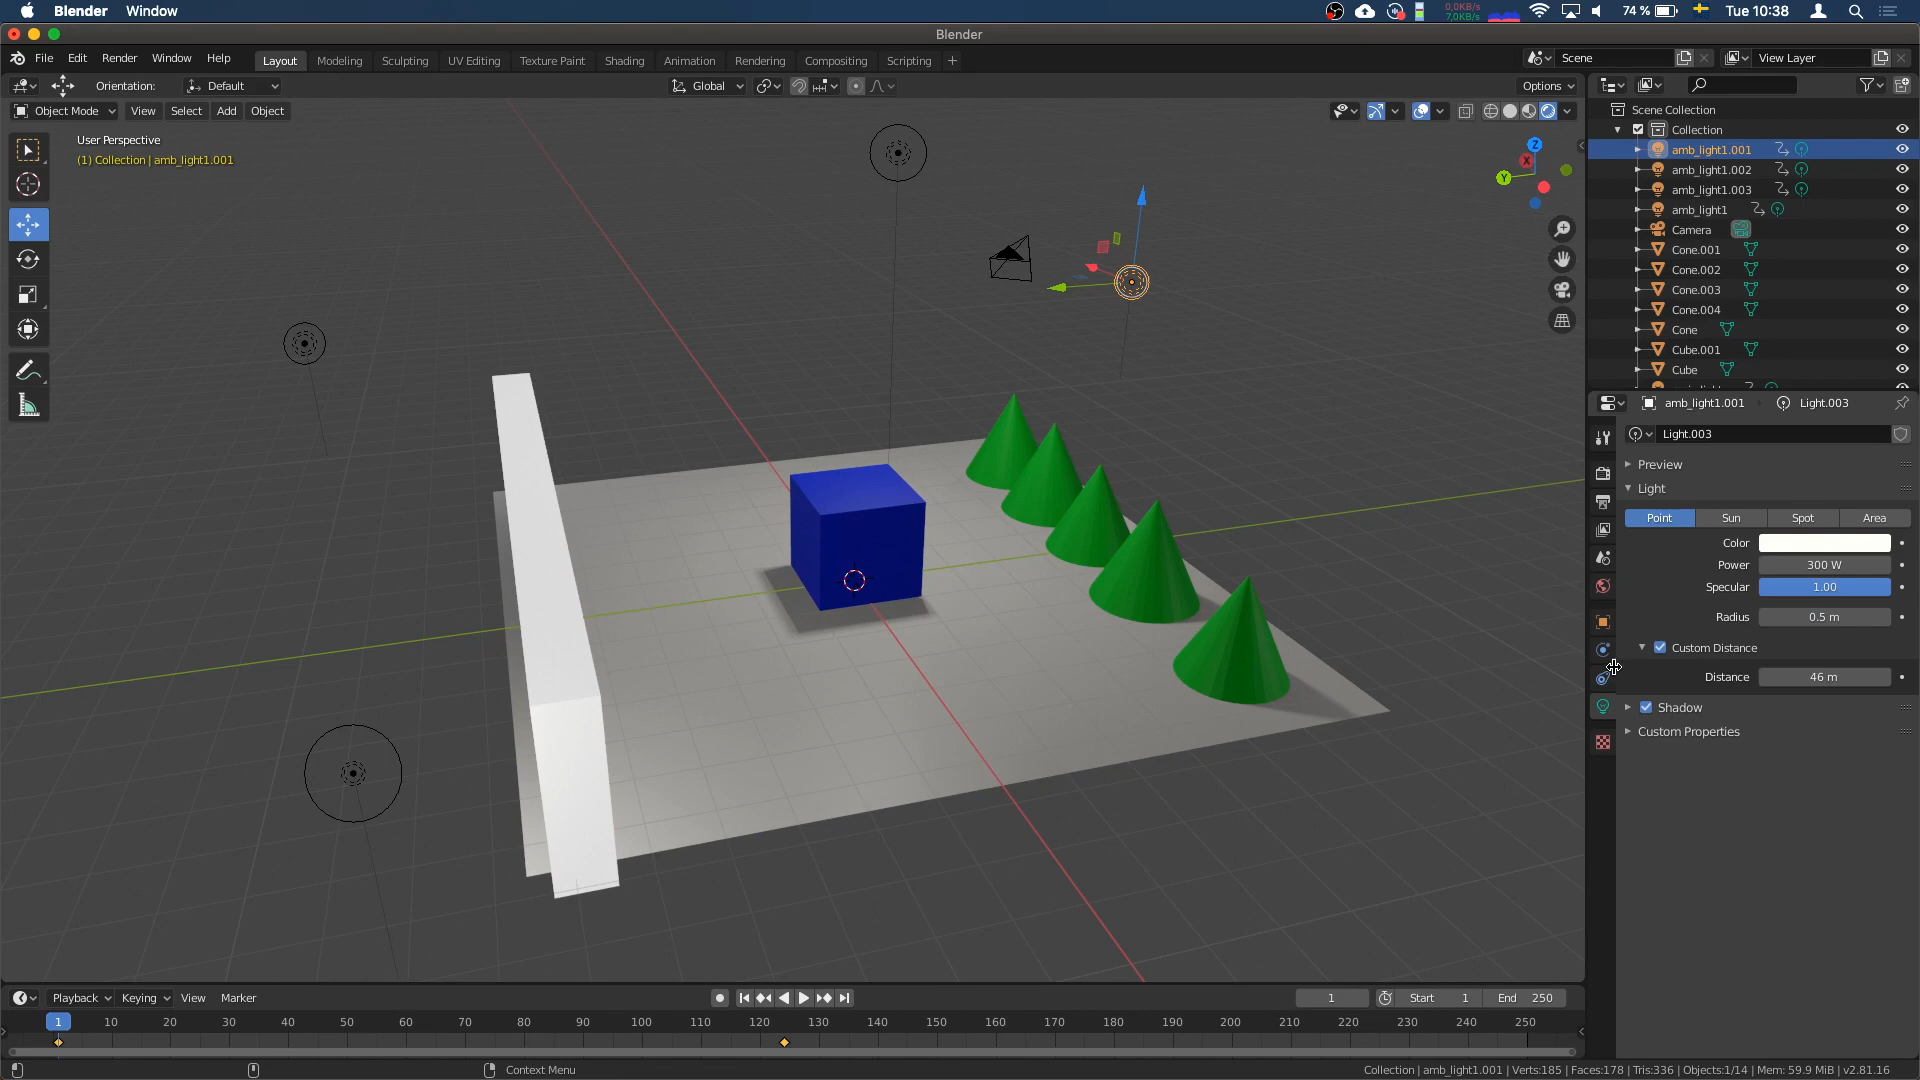 Blender Window
0,0KB/s
7,0KB/s
74 %
Tue 10:38
Blender
File Edit Render Window Help
Layout Modeling Sculpting UV Editing Texture Paint Shading Animation Rendering Compositing Scripting +
Scene
View Layer
Orientation: Default
Global
Options
Object Mode View Select Add Object
User Perspective
(1) Collection | amb_light1.001
Z
X
Y
Scene Collection
Collection
amb_light1.001
amb_light1.002
amb_light1.003
amb_light1
Camera
Cone.001
Cone.002
Cone.003
Cone.004
Cone
Cube.001
Cube
amb_light1.001 Light.003
Light.003
Preview
Light
Point Sun Spot Area
Color
Power 300 W
Specular 1.00
Radius 0.5 m
Custom Distance
Distance 46 m
Shadow
Custom Properties
Playback Keying View Marker
1
Start 1
End 250
1 10 20 30 40 50 60 70 80 90 100 110 120 130 140 150 160 170 180 190 200 210 220 230 240 250
Context Menu
Collection | amb_light1.001 | Verts:185 | Faces:178 | Tris:336 | Objects:1/14 | Mem: 59.9 MiB | v2.81.16